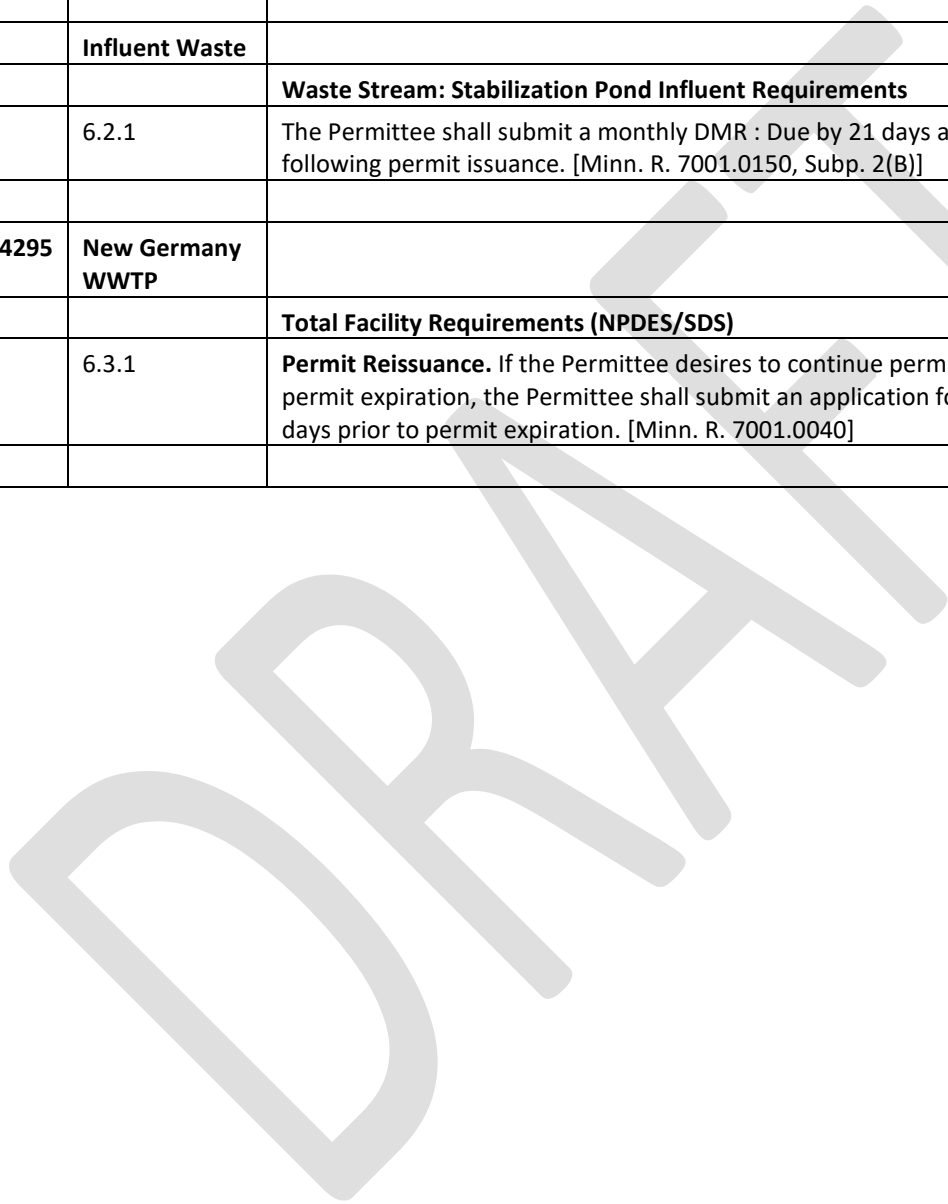 Influent Waste
Waste Stream: Stabilization Pond Influent Requirements
6.2.1 The Permittee shall submit a monthly DMR : Due by 21 days
following permit issuance. [Minn. R. 7001.0150, Subp. 2(B)]
4295 New Germany
WWTP
Total Facility Requirements (NPDES/SDS)
6.3.1 Permit Reissuance. If the Permittee desires to continue
permit expiration, the Permittee shall submit an application
days prior to permit expiration. [Minn. R. 7001.0040]
DRAFT